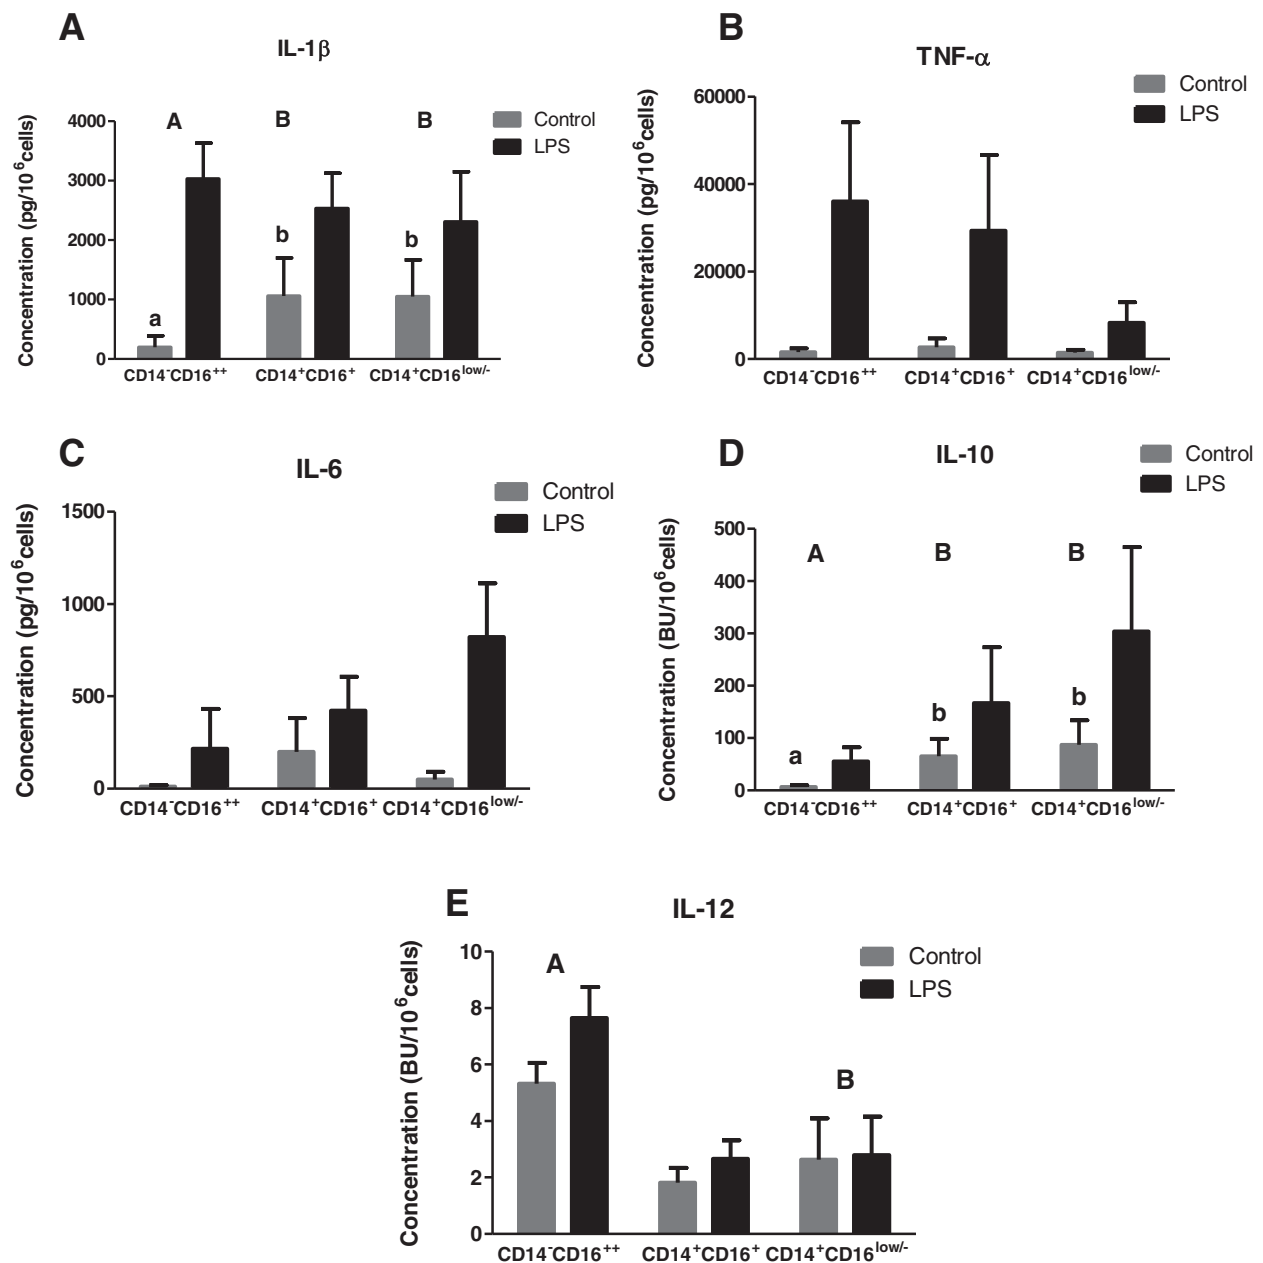 A
IL-1β
Concentration (pg/10⁶cells)
4000
3000
2000
1000
0
A
B
B
a
b
b
Control
LPS
CD14⁻CD16⁺⁺
CD14⁺CD16⁺
CD14⁺CD16^low/-
B
TNF-α
Concentration (pg/10⁶cells)
60000
40000
20000
0
Control
LPS
CD14⁻CD16⁺⁺
CD14⁺CD16⁺
CD14⁺CD16^low/-
C
IL-6
Concentration (pg/10⁶cells)
1500
1000
500
0
Control
LPS
CD14⁻CD16⁺⁺
CD14⁺CD16⁺
CD14⁺CD16^low/-
D
IL-10
Concentration (BU/10⁶cells)
500
400
300
200
100
0
A
B
B
a
b
b
Control
LPS
CD14⁻CD16⁺⁺
CD14⁺CD16⁺
CD14⁺CD16^low/-
E
IL-12
Concentration (BU/10⁶cells)
10
8
6
4
2
0
A
B
Control
LPS
CD14⁻CD16⁺⁺
CD14⁺CD16⁺
CD14⁺CD16^low/-